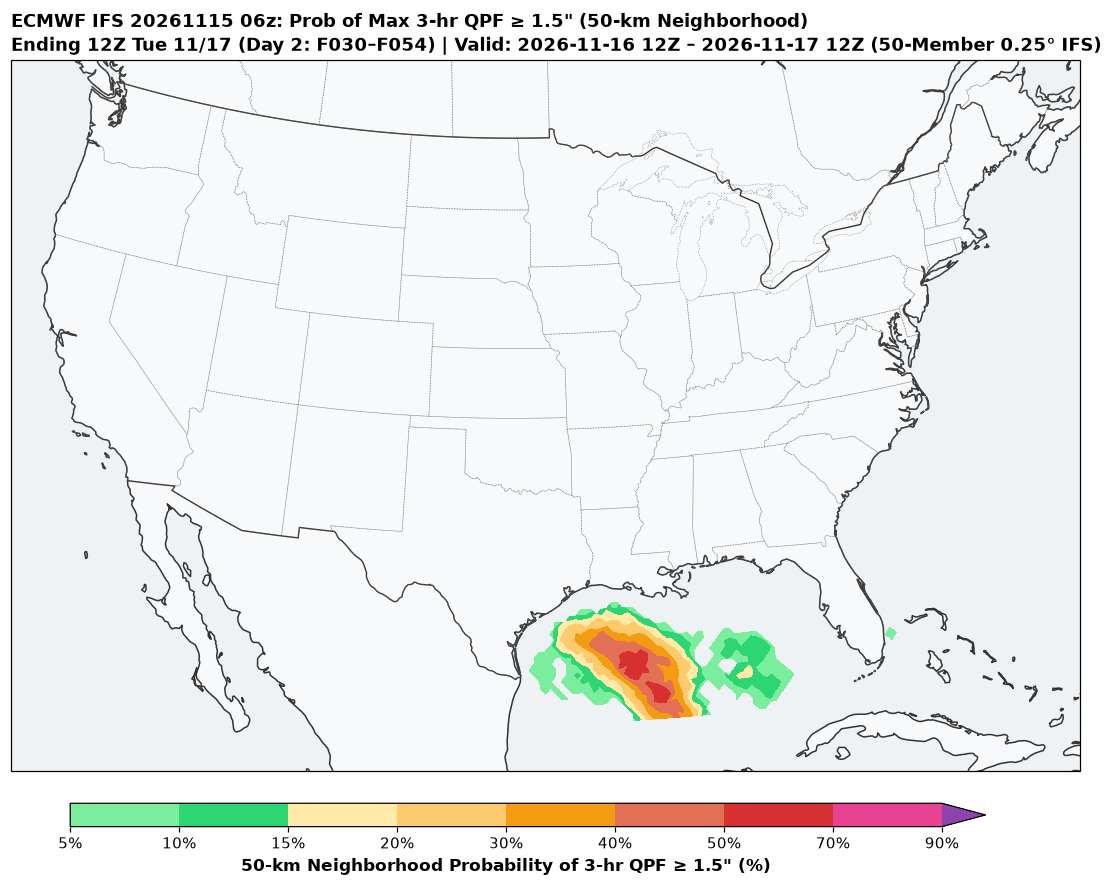 ECMWF IFS 20261115 06z: Prob of Max 3-hr QPF ≥ 1.5" (50-km Neighborhood)
Ending 12Z Tue 11/17 (Day 2: F030–F054) | Valid: 2026-11-16 12Z – 2026-11-17 12Z (50-Member 0.25° IFS)
5% 10% 15% 20% 30% 40% 50% 70% 90%
50-km Neighborhood Probability of 3-hr QPF ≥ 1.5" (%)